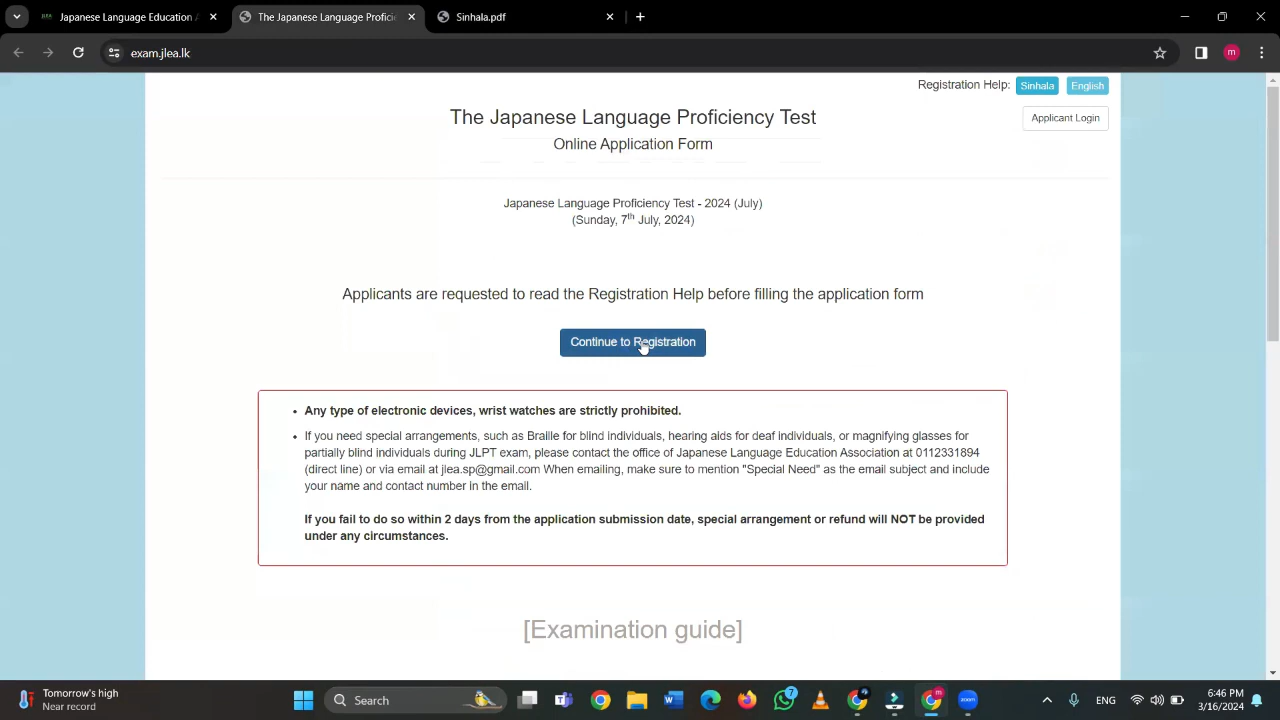 Japanese Language Education A
The Japanese Language Proficie
Sinhala.pdf
exam.jlea.lk
m
Registration Help: Sinhala English
Applicant Login
The Japanese Language Proficiency Test
Online Application Form
Japanese Language Proficiency Test - 2024 (July)
(Sunday, 7th July, 2024)
Applicants are requested to read the Registration Help before filling the application form
Continue to Registration
• Any type of electronic devices, wrist watches are strictly prohibited.
• If you need special arrangements, such as Braille for blind individuals, hearing aids for deaf individuals, or magnifying glasses for
partially blind individuals during JLPT exam, please contact the office of Japanese Language Education Association at 0112331894
(direct line) or via email at jlea.sp@gmail.com When emailing, make sure to mention "Special Need" as the email subject and include
your name and contact number in the email.
If you fail to do so within 2 days from the application submission date, special arrangement or refund will NOT be provided
under any circumstances.
[Examination guide]
Tomorrow's high
Near record
Search
7
m
zoom
ENG
6:46 PM
3/16/2024